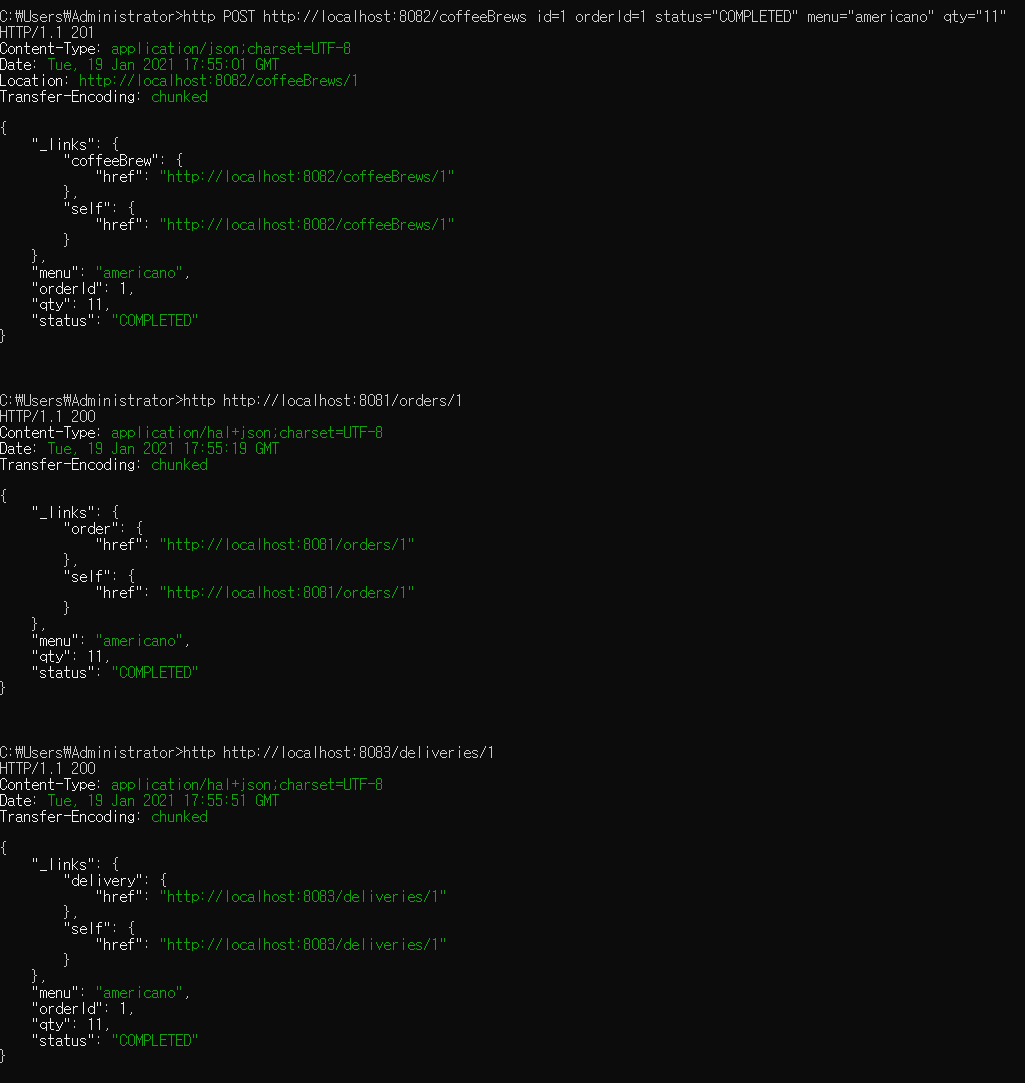 C:₩Users₩Administrator>http POST http://localhost:8082/coffeeBrews id=1 orderId=1 status="COMPLETED" menu="americano" qty="11"
HTTP/1.1 201
Content-Type: application/json;charset=UTF-8
Date: Tue, 19 Jan 2021 17:55:01 GMT
Location: http://localhost:8082/coffeeBrews/1
Transfer-Encoding: chunked

{
    "_links": {
        "coffeeBrew": {
            "href": "http://localhost:8082/coffeeBrews/1"
        },
        "self": {
            "href": "http://localhost:8082/coffeeBrews/1"
        }
    },
    "menu": "americano",
    "orderId": 1,
    "qty": 11,
    "status": "COMPLETED"
}

C:₩Users₩Administrator>http http://localhost:8081/orders/1
HTTP/1.1 200
Content-Type: application/hal+json;charset=UTF-8
Date: Tue, 19 Jan 2021 17:55:19 GMT
Transfer-Encoding: chunked

{
    "_links": {
        "order": {
            "href": "http://localhost:8081/orders/1"
        },
        "self": {
            "href": "http://localhost:8081/orders/1"
        }
    },
    "menu": "americano",
    "qty": 11,
    "status": "COMPLETED"
}

C:₩Users₩Administrator>http http://localhost:8083/deliveries/1
HTTP/1.1 200
Content-Type: application/hal+json;charset=UTF-8
Date: Tue, 19 Jan 2021 17:55:51 GMT
Transfer-Encoding: chunked

{
    "_links": {
        "delivery": {
            "href": "http://localhost:8083/deliveries/1"
        },
        "self": {
            "href": "http://localhost:8083/deliveries/1"
        }
    },
    "menu": "americano",
    "orderId": 1,
    "qty": 11,
    "status": "COMPLETED"
}